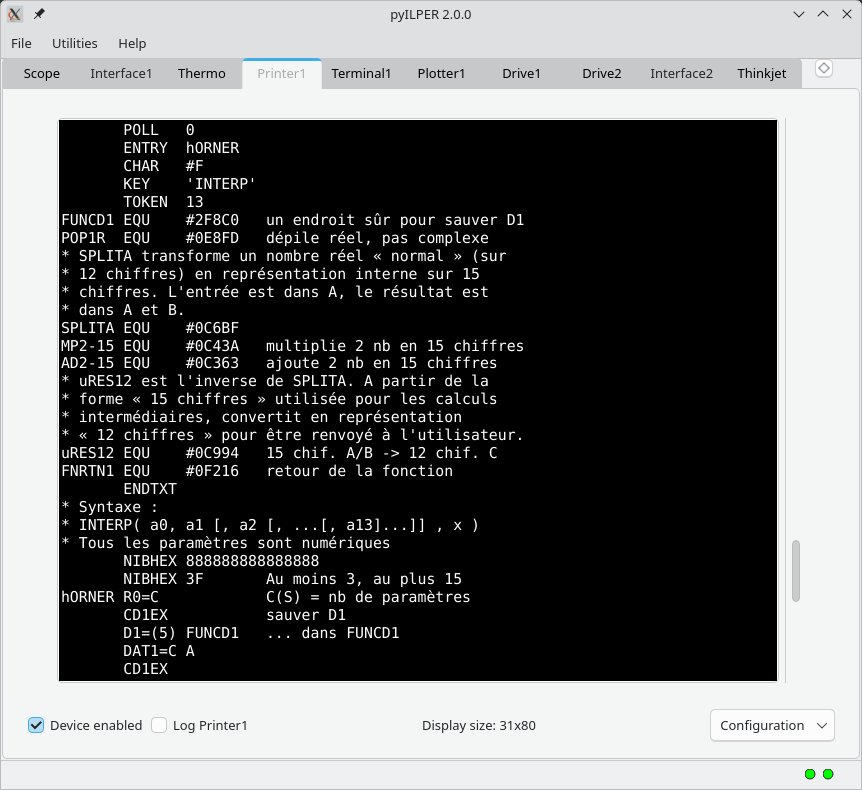 pyILPER 2.0.0
File Utilities Help
Scope Interface1 Thermo Printer1 Terminal1 Plotter1 Drive1 Drive2 Interface2 Thinkjet
POLL 0
ENTRY hORNER
CHAR #F
KEY 'INTERP'
TOKEN 13
FUNCD1 EQU #2F8C0 un endroit sûr pour sauver D1
POP1R EQU #0E8FD dépile réel, pas complexe
* SPLITA transforme un nombre réel « normal » (sur
* 12 chiffres) en représentation interne sur 15
* chiffres. L'entrée est dans A, le résultat est
* dans A et B.
SPLITA EQU #0C6BF
MP2-15 EQU #0C43A multiplie 2 nb en 15 chiffres
AD2-15 EQU #0C363 ajoute 2 nb en 15 chiffres
* uRES12 est l'inverse de SPLITA. A partir de la
* forme « 15 chiffres » utilisée pour les calculs
* intermédiaires, convertit en représentation
* « 12 chiffres » pour être renvoyé à l'utilisateur.
uRES12 EQU #0C994 15 chif. A/B -> 12 chif. C
FNRTN1 EQU #0F216 retour de la fonction
ENDTXT
* Syntaxe :
* INTERP( a0, a1 [, a2 [, ...[, a13]...]] , x )
* Tous les paramètres sont numériques
NIBHEX 888888888888888
NIBHEX 3F Au moins 3, au plus 15
hORNER R0=C C(S) = nb de paramètres
CD1EX sauver D1
D1=(5) FUNCD1 ... dans FUNCD1
DAT1=C A
CD1EX
Device enabled Log Printer1 Display size: 31x80 Configuration